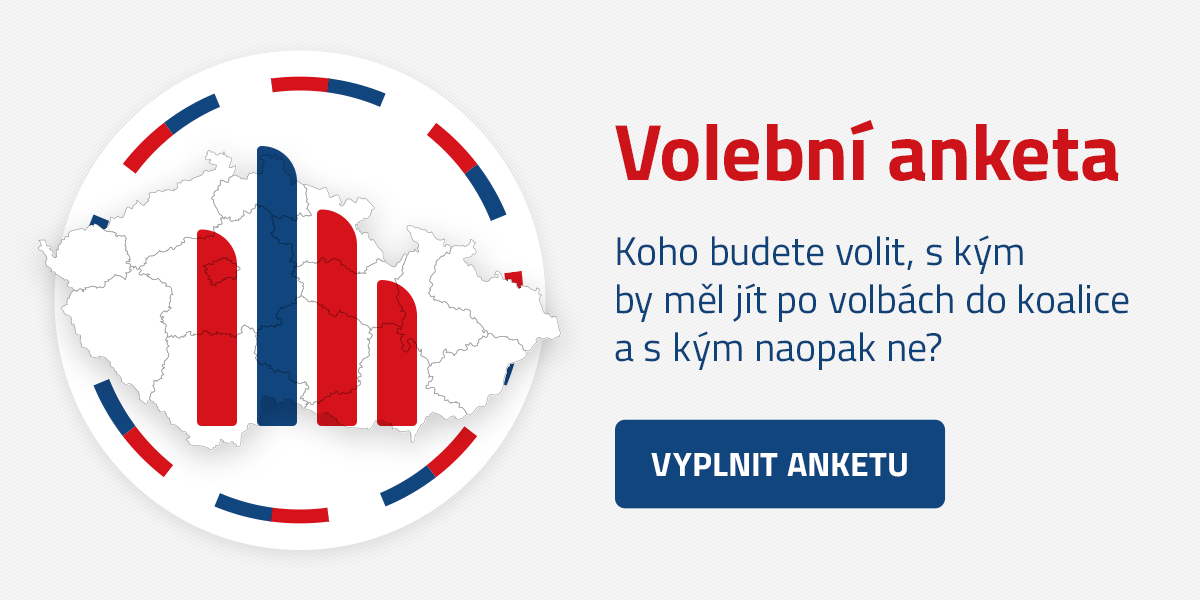 Volební anketa
Koho budete volit, s kým
by měl jít po volbách do koalice
a s kým naopak ne?
VYPLNIT ANKETU